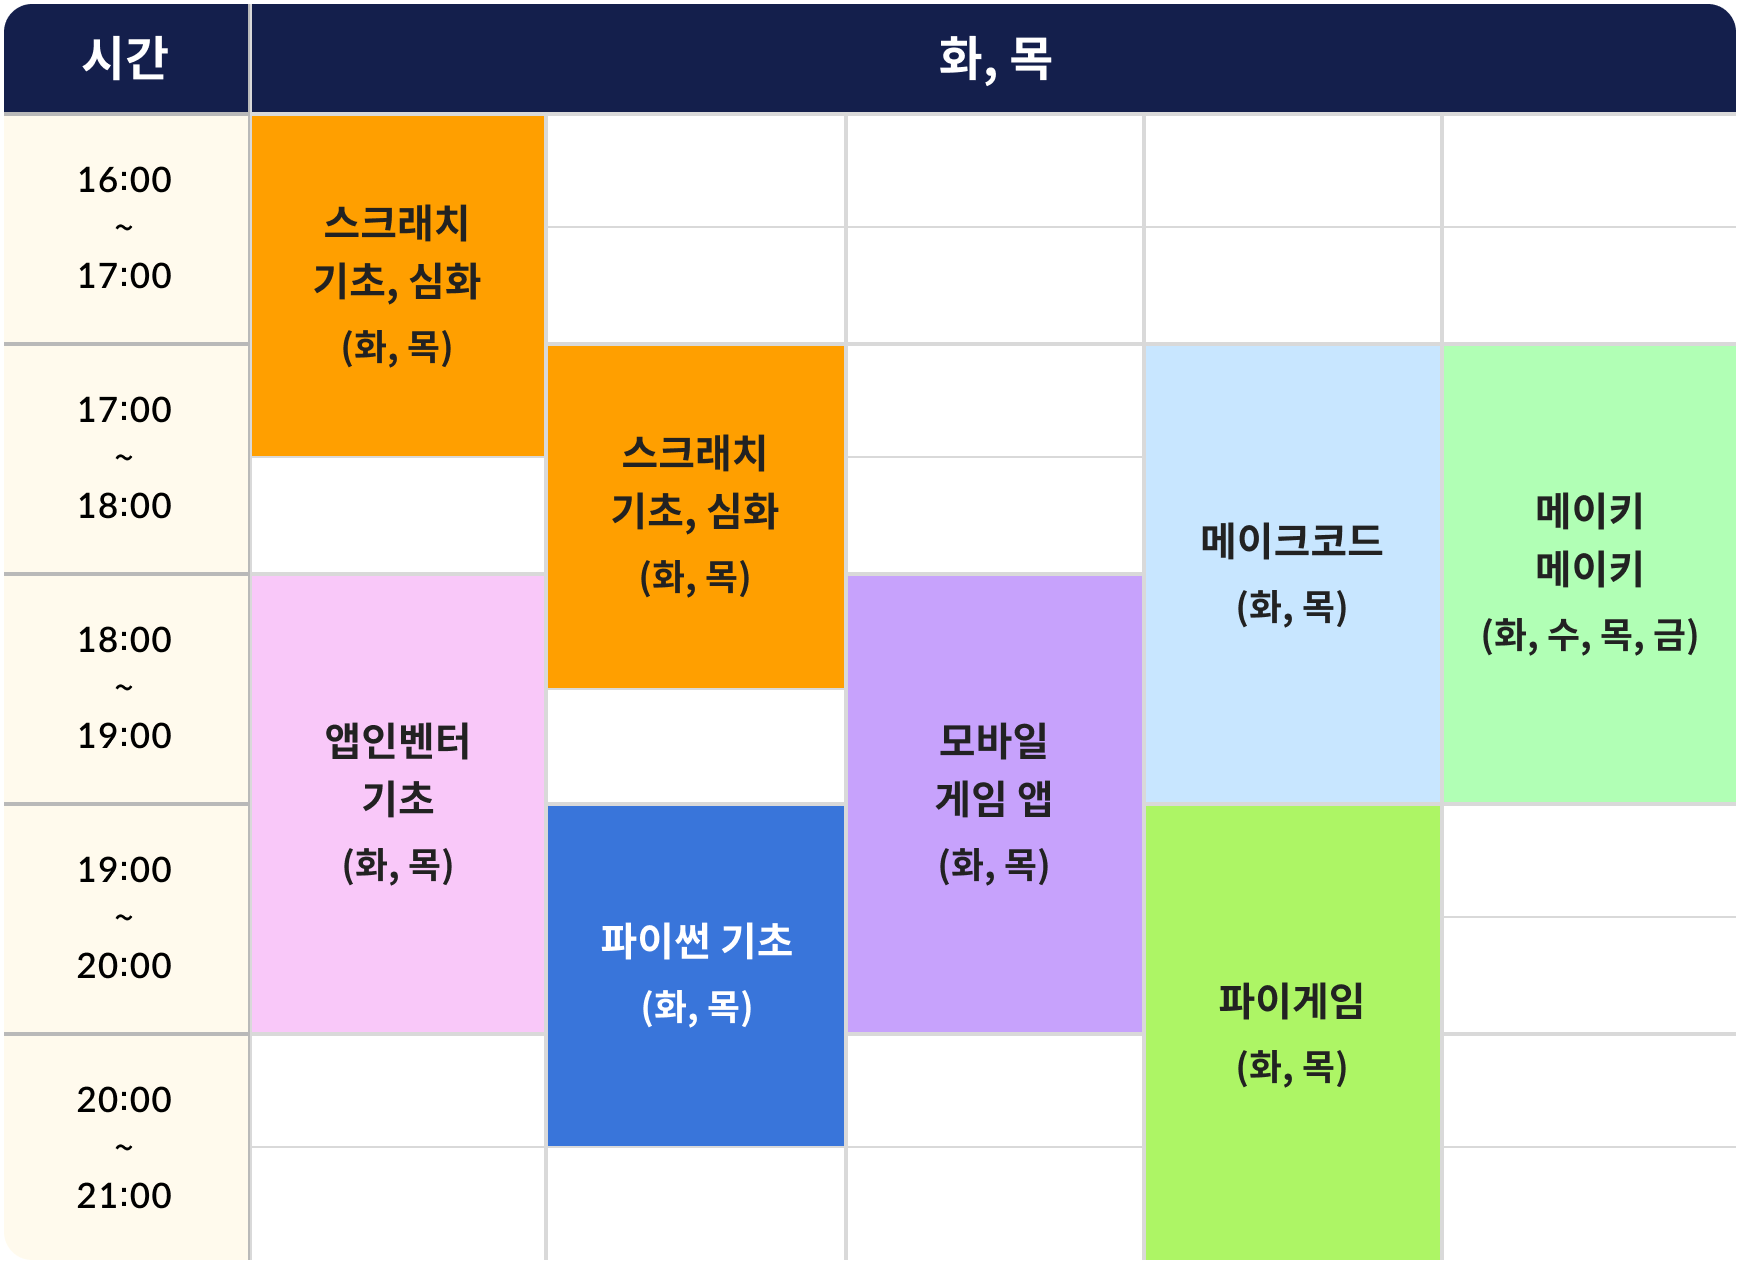 시간
화, 목
16:00
~
17:00
17:00
~
18:00
18:00
~
19:00
19:00
~
20:00
20:00
~
21:00
스크래치
기초, 심화
(화, 목)
앱인벤터
기초
(화, 목)
스크래치
기초, 심화
(화, 목)
파이썬 기초
(화, 목)
모바일
게임 앱
(화, 목)
메이크코드
(화, 목)
파이게임
(화, 목)
메이키
메이키
(화, 수, 목, 금)